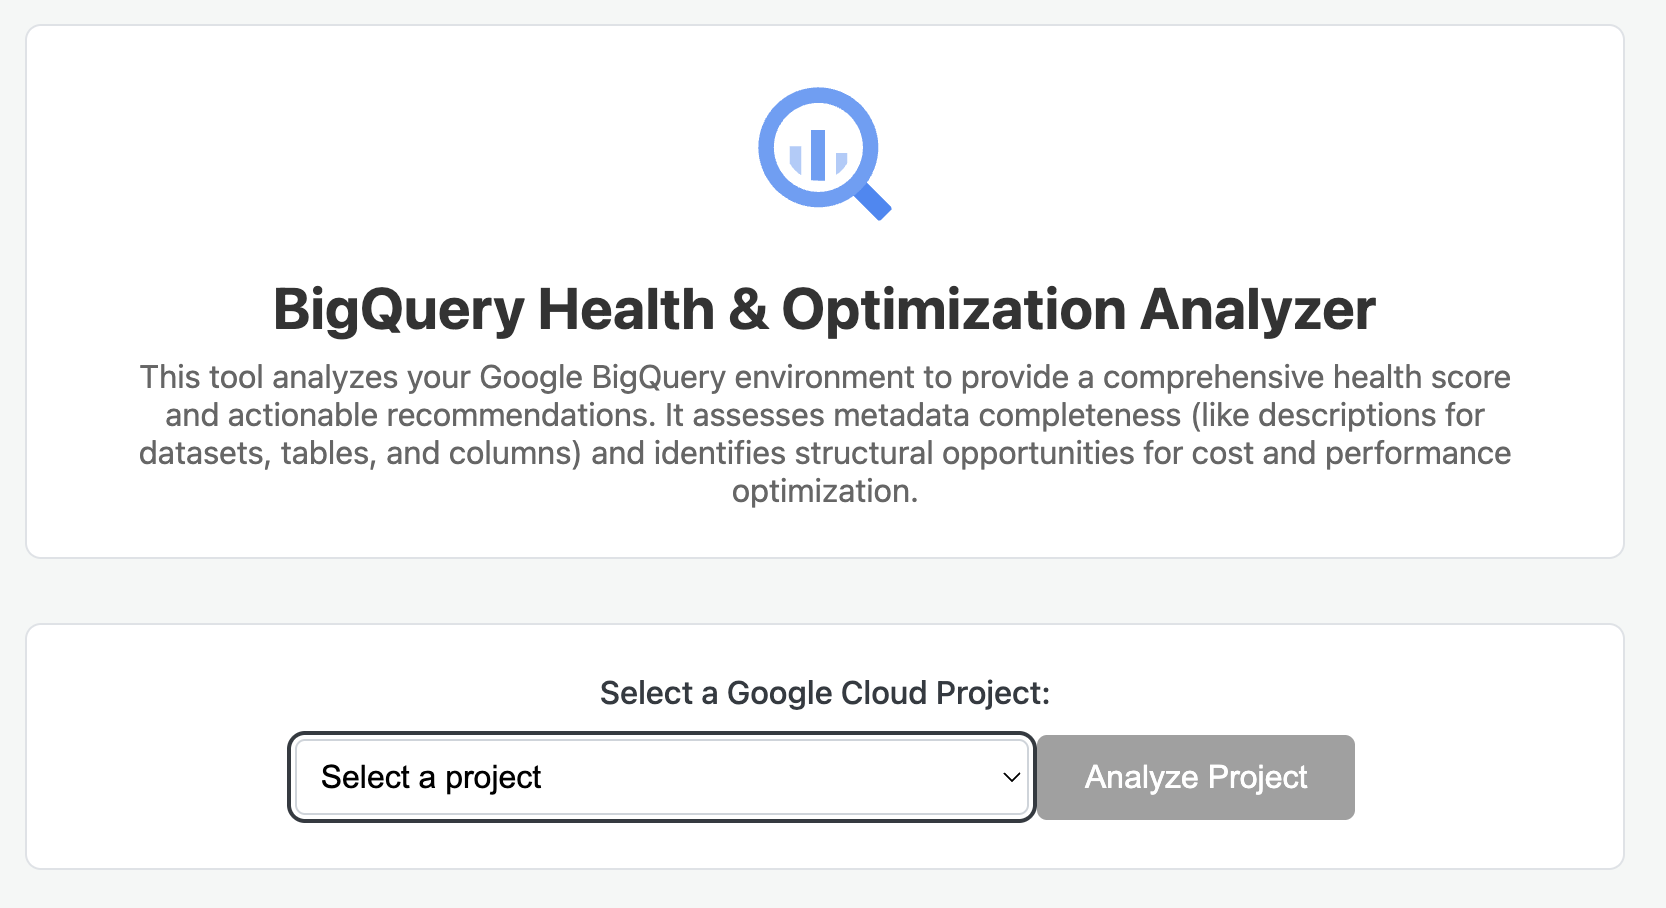 BigQuery Health & Optimization Analyzer
This tool analyzes your Google BigQuery environment to provide a comprehensive health score
and actionable recommendations. It assesses metadata completeness (like descriptions for
datasets, tables, and columns) and identifies structural opportunities for cost and performance
optimization.
Select a Google Cloud Project:
Select a project
Analyze Project